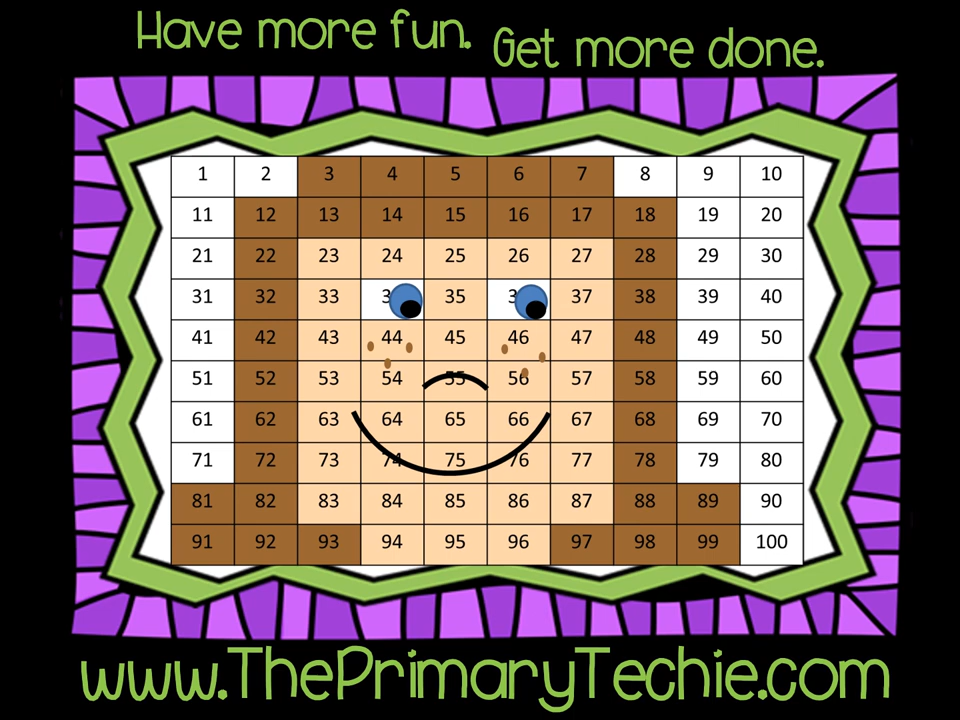 Have more fun. Get more done.
1 2 3 4 5 6 7 8 9 10
11 12 13 14 15 16 17 18 19 20
21 22 23 24 25 26 27 28 29 30
31 32 33 3 35 3 37 38 39 40
41 42 43 44 45 46 47 48 49 50
51 52 53 54 55 56 57 58 59 60
61 62 63 64 65 66 67 68 69 70
71 72 73 74 75 76 77 78 79 80
81 82 83 84 85 86 87 88 89 90
91 92 93 94 95 96 97 98 99 100
www.ThePrimaryTechie.com